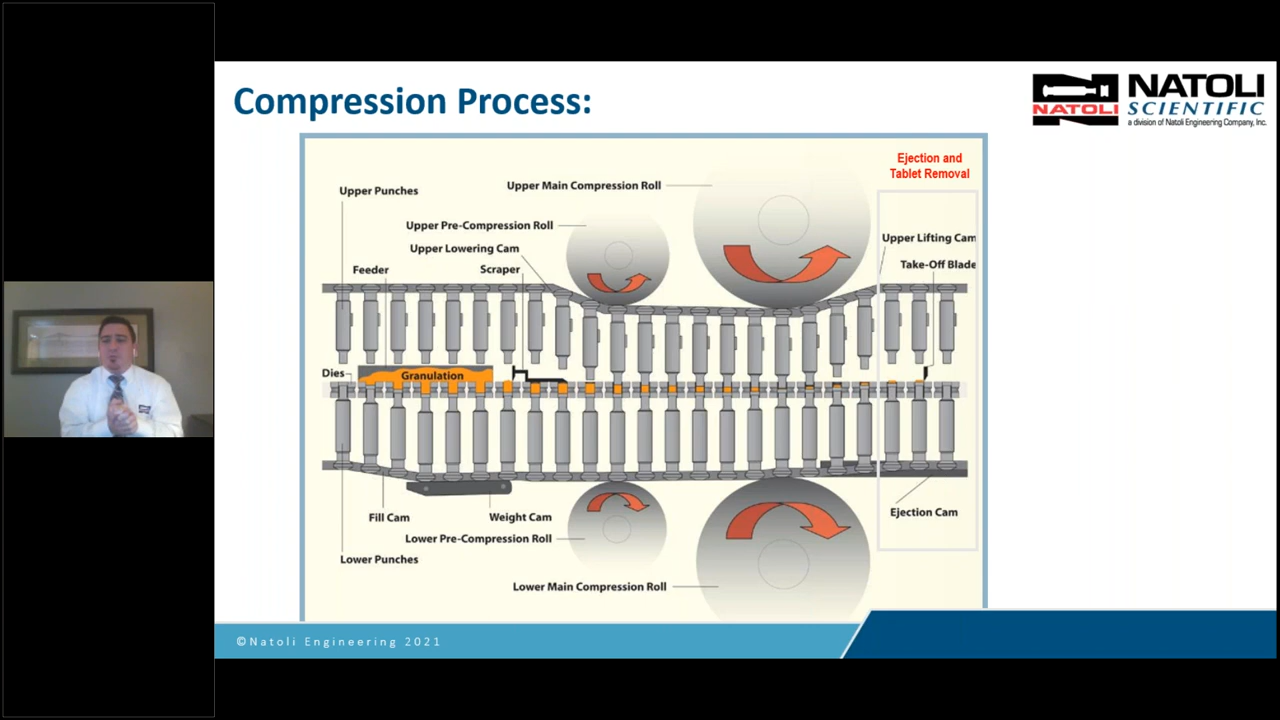 Compression Process:
NATOLI
NATOLI
SCIENTIFIC
a division of Natoli Engineering Company, Inc.
Ejection and
Tablet Removal
Upper Punches
Upper Main Compression Roll
Upper Pre-Compression Roll
Upper Lowering Cam
Feeder
Scraper
Upper Lifting Cam
Take-Off Blade
Dies
Granulation
Fill Cam
Weight Cam
Ejection Cam
Lower Pre-Compression Roll
Lower Punches
Lower Main Compression Roll
©Natoli Engineering 2021